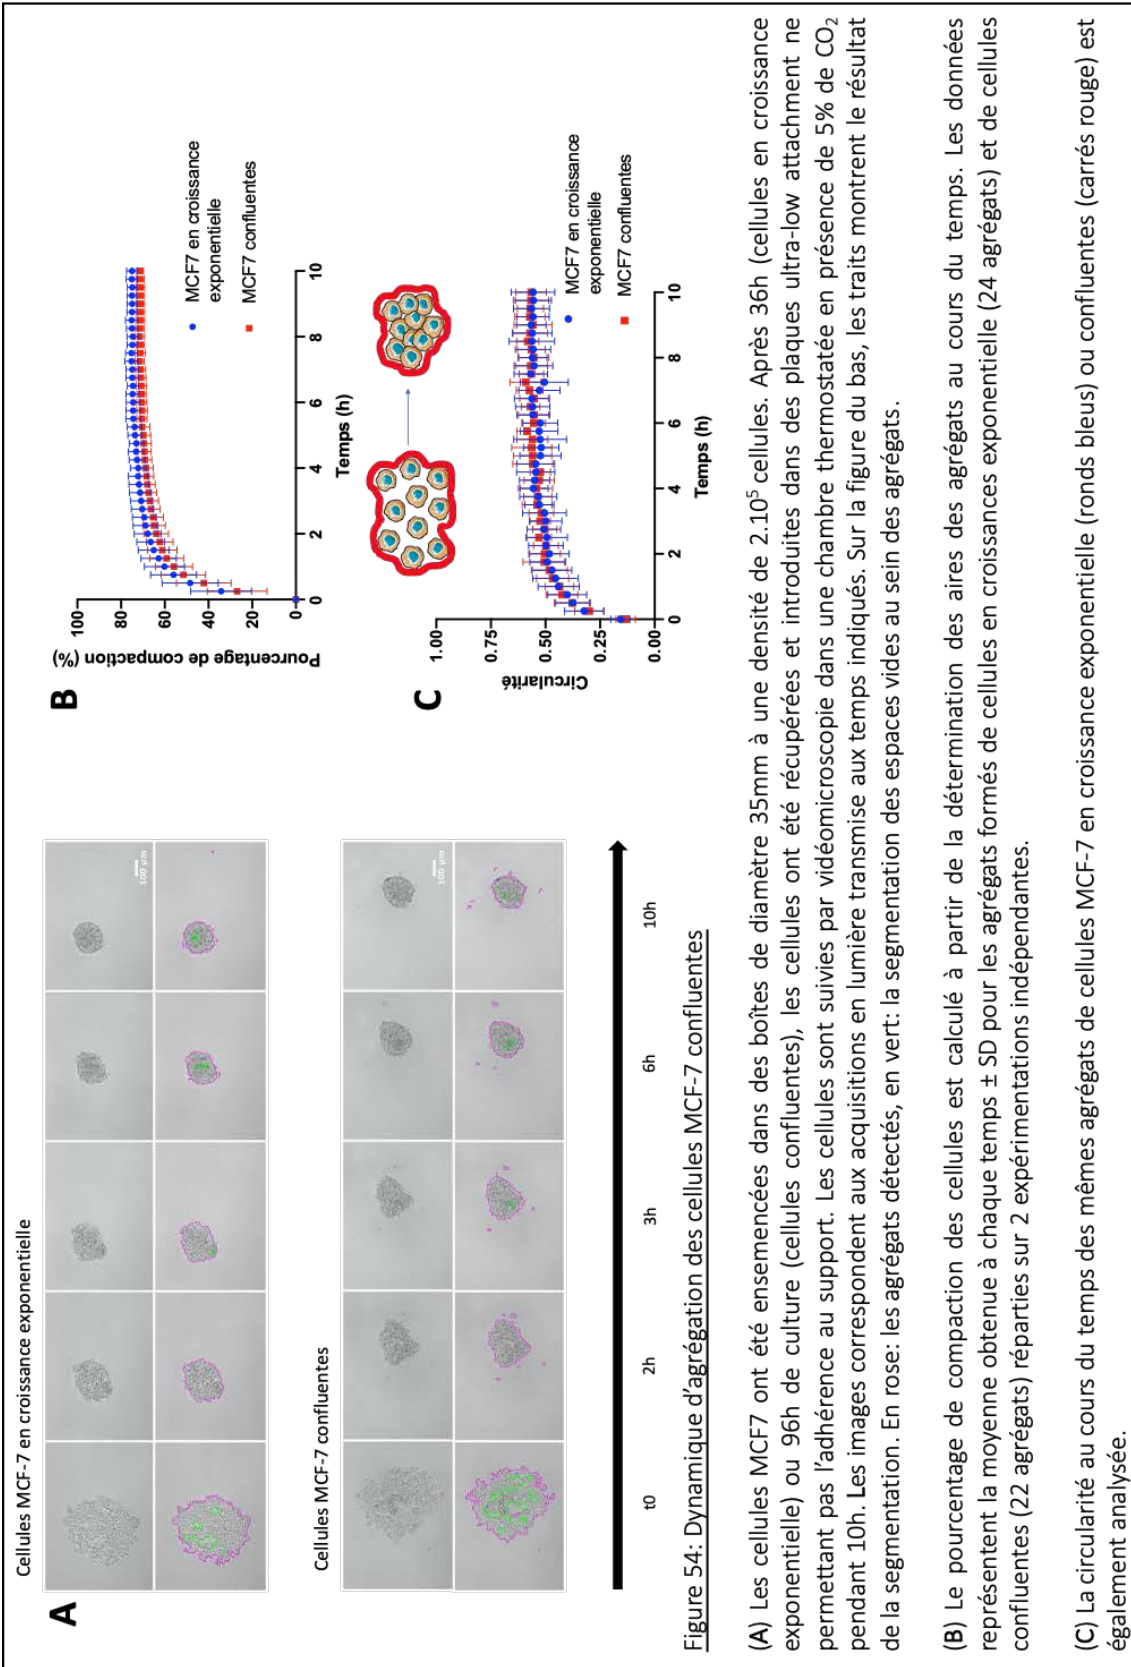 A
Cellules MCF-7 en croissance exponentielle
100 µm
Cellules MCF-7 confluentes
100 µm
t0
2h
3h
6h
10h
B
Pourcentage de compaction (%)
100
80
60
40
20
0
0
2
4
6
8
10
Temps (h)
MCF7 en croissance
exponentielle
MCF7 confluentes
C
Circularité
1.00
0.75
0.50
0.25
0.00
0
2
4
6
8
10
Temps (h)
MCF7 en croissance
exponentielle
MCF7 confluentes
Figure 54: Dynamique d'agrégation des cellules MCF-7 confluentes
(A) Les cellules MCF7 ont été ensemencées dans des boîtes de diamètre 35mm à une densité de 2.10⁵ cellules. Après 36h (cellules en croissance
exponentielle) ou 96h de culture (cellules confluentes), les cellules ont été récupérées et introduites dans des plaques ultra-low attachment ne
permettant pas l'adhérence au support. Les cellules sont suivies par vidéomicroscopie dans une chambre thermostatée en présence de 5% de CO₂
pendant 10h. Les images correspondent aux acquisitions en lumière transmise aux temps indiqués. Sur la figure du bas, les traits montrent le résultat
de la segmentation. En rose: les agrégats détectés, en vert: la segmentation des espaces vides au sein des agrégats.
(B) Le pourcentage de compaction des cellules est calculé à partir de la détermination des aires des agrégats au cours du temps. Les données
représentent la moyenne obtenue à chaque temps ± SD pour les agrégats formés de cellules en croissances exponentielle (24 agrégats) et de cellules
confluentes (22 agrégats) réparties sur 2 expérimentations indépendantes.
(C) La circularité au cours du temps des mêmes agrégats de cellules MCF-7 en croissance exponentielle (ronds bleus) ou confluentes (carrés rouge) est
également analysée.